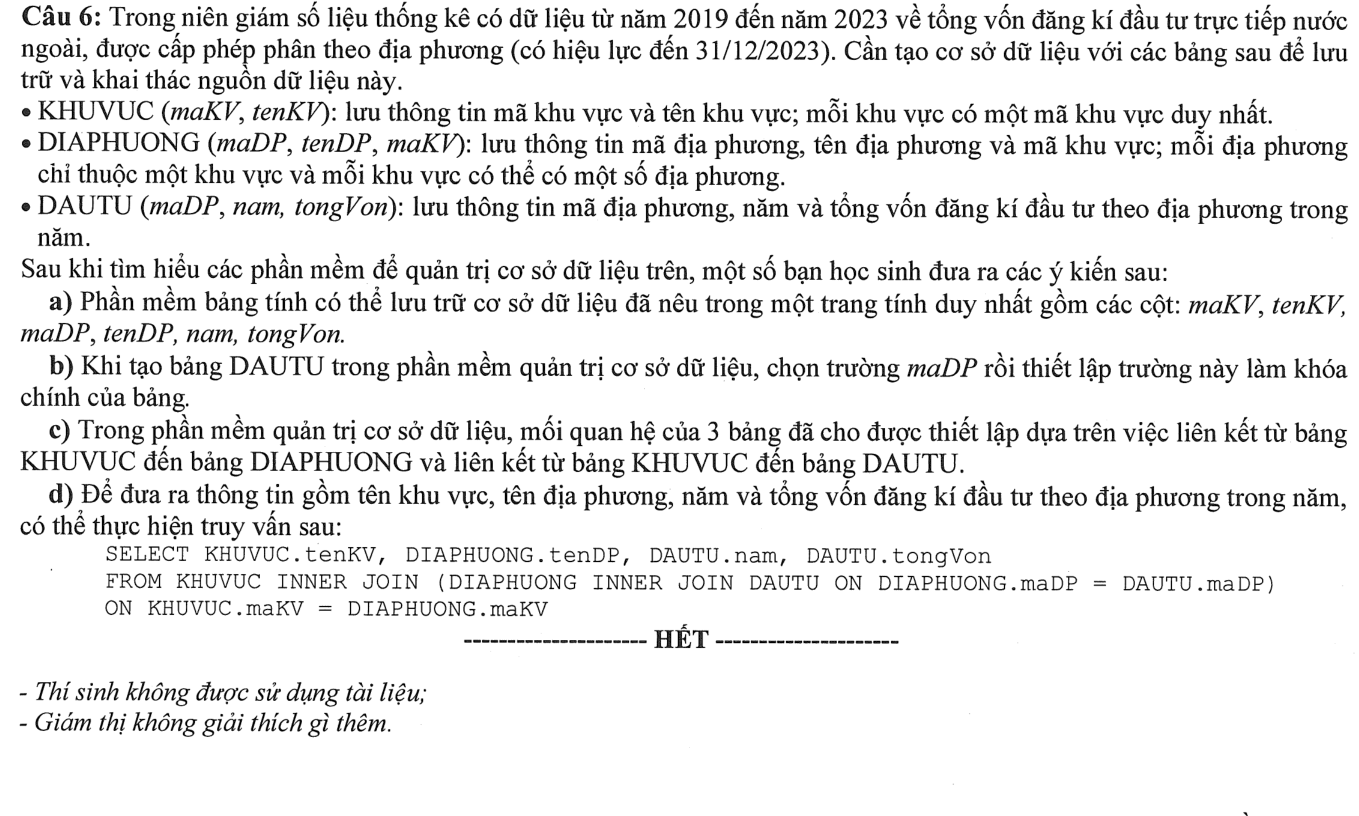 Câu 6: Trong niên giám số liệu thống kê có dữ liệu từ năm 2019 đến năm 2023 về tổng vốn đăng kí đầu tư trực tiếp nước
ngoài, được cấp phép phân theo địa phương (có hiệu lực đến 31/12/2023). Cần tạo cơ sở dữ liệu với các bảng sau để lưu
trữ và khai thác nguồn dữ liệu này.
• KHUVUC (maKV, tenKV): lưu thông tin mã khu vực và tên khu vực; mỗi khu vực có một mã khu vực duy nhất.
• DIAPHUONG (maDP, tenDP, maKV): lưu thông tin mã địa phương, tên địa phương và mã khu vực; mỗi địa phương
chỉ thuộc một khu vực và mỗi khu vực có thể có một số địa phương.
• DAUTU (maDP, nam, tongVon): lưu thông tin mã địa phương, năm và tổng vốn đăng kí đầu tư theo địa phương trong
năm.
Sau khi tìm hiểu các phần mềm để quản trị cơ sở dữ liệu trên, một số bạn học sinh đưa ra các ý kiến sau:
a) Phần mềm bảng tính có thể lưu trữ cơ sở dữ liệu đã nêu trong một trang tính duy nhất gồm các cột: maKV, tenKV,
maDP, tenDP, nam, tongVon.
b) Khi tạo bảng DAUTU trong phần mềm quản trị cơ sở dữ liệu, chọn trường maDP rồi thiết lập trường này làm khóa
chính của bảng.
c) Trong phần mềm quản trị cơ sở dữ liệu, mối quan hệ của 3 bảng đã cho được thiết lập dựa trên việc liên kết từ bảng
KHUVUC đến bảng DIAPHUONG và liên kết từ bảng KHUVUC đến bảng DAUTU.
d) Để đưa ra thông tin gồm tên khu vực, tên địa phương, năm và tổng vốn đăng kí đầu tư theo địa phương trong năm,
có thể thực hiện truy vấn sau:
SELECT KHUVUC.tenKV, DIAPHUONG.tenDP, DAUTU.nam, DAUTU.tongVon
FROM KHUVUC INNER JOIN (DIAPHUONG INNER JOIN DAUTU ON DIAPHUONG.maDP = DAUTU.maDP)
ON KHUVUC.maKV = DIAPHUONG.maKV
--------------------- HẾT ---------------------
- Thí sinh không được sử dụng tài liệu;
- Giám thị không giải thích gì thêm.